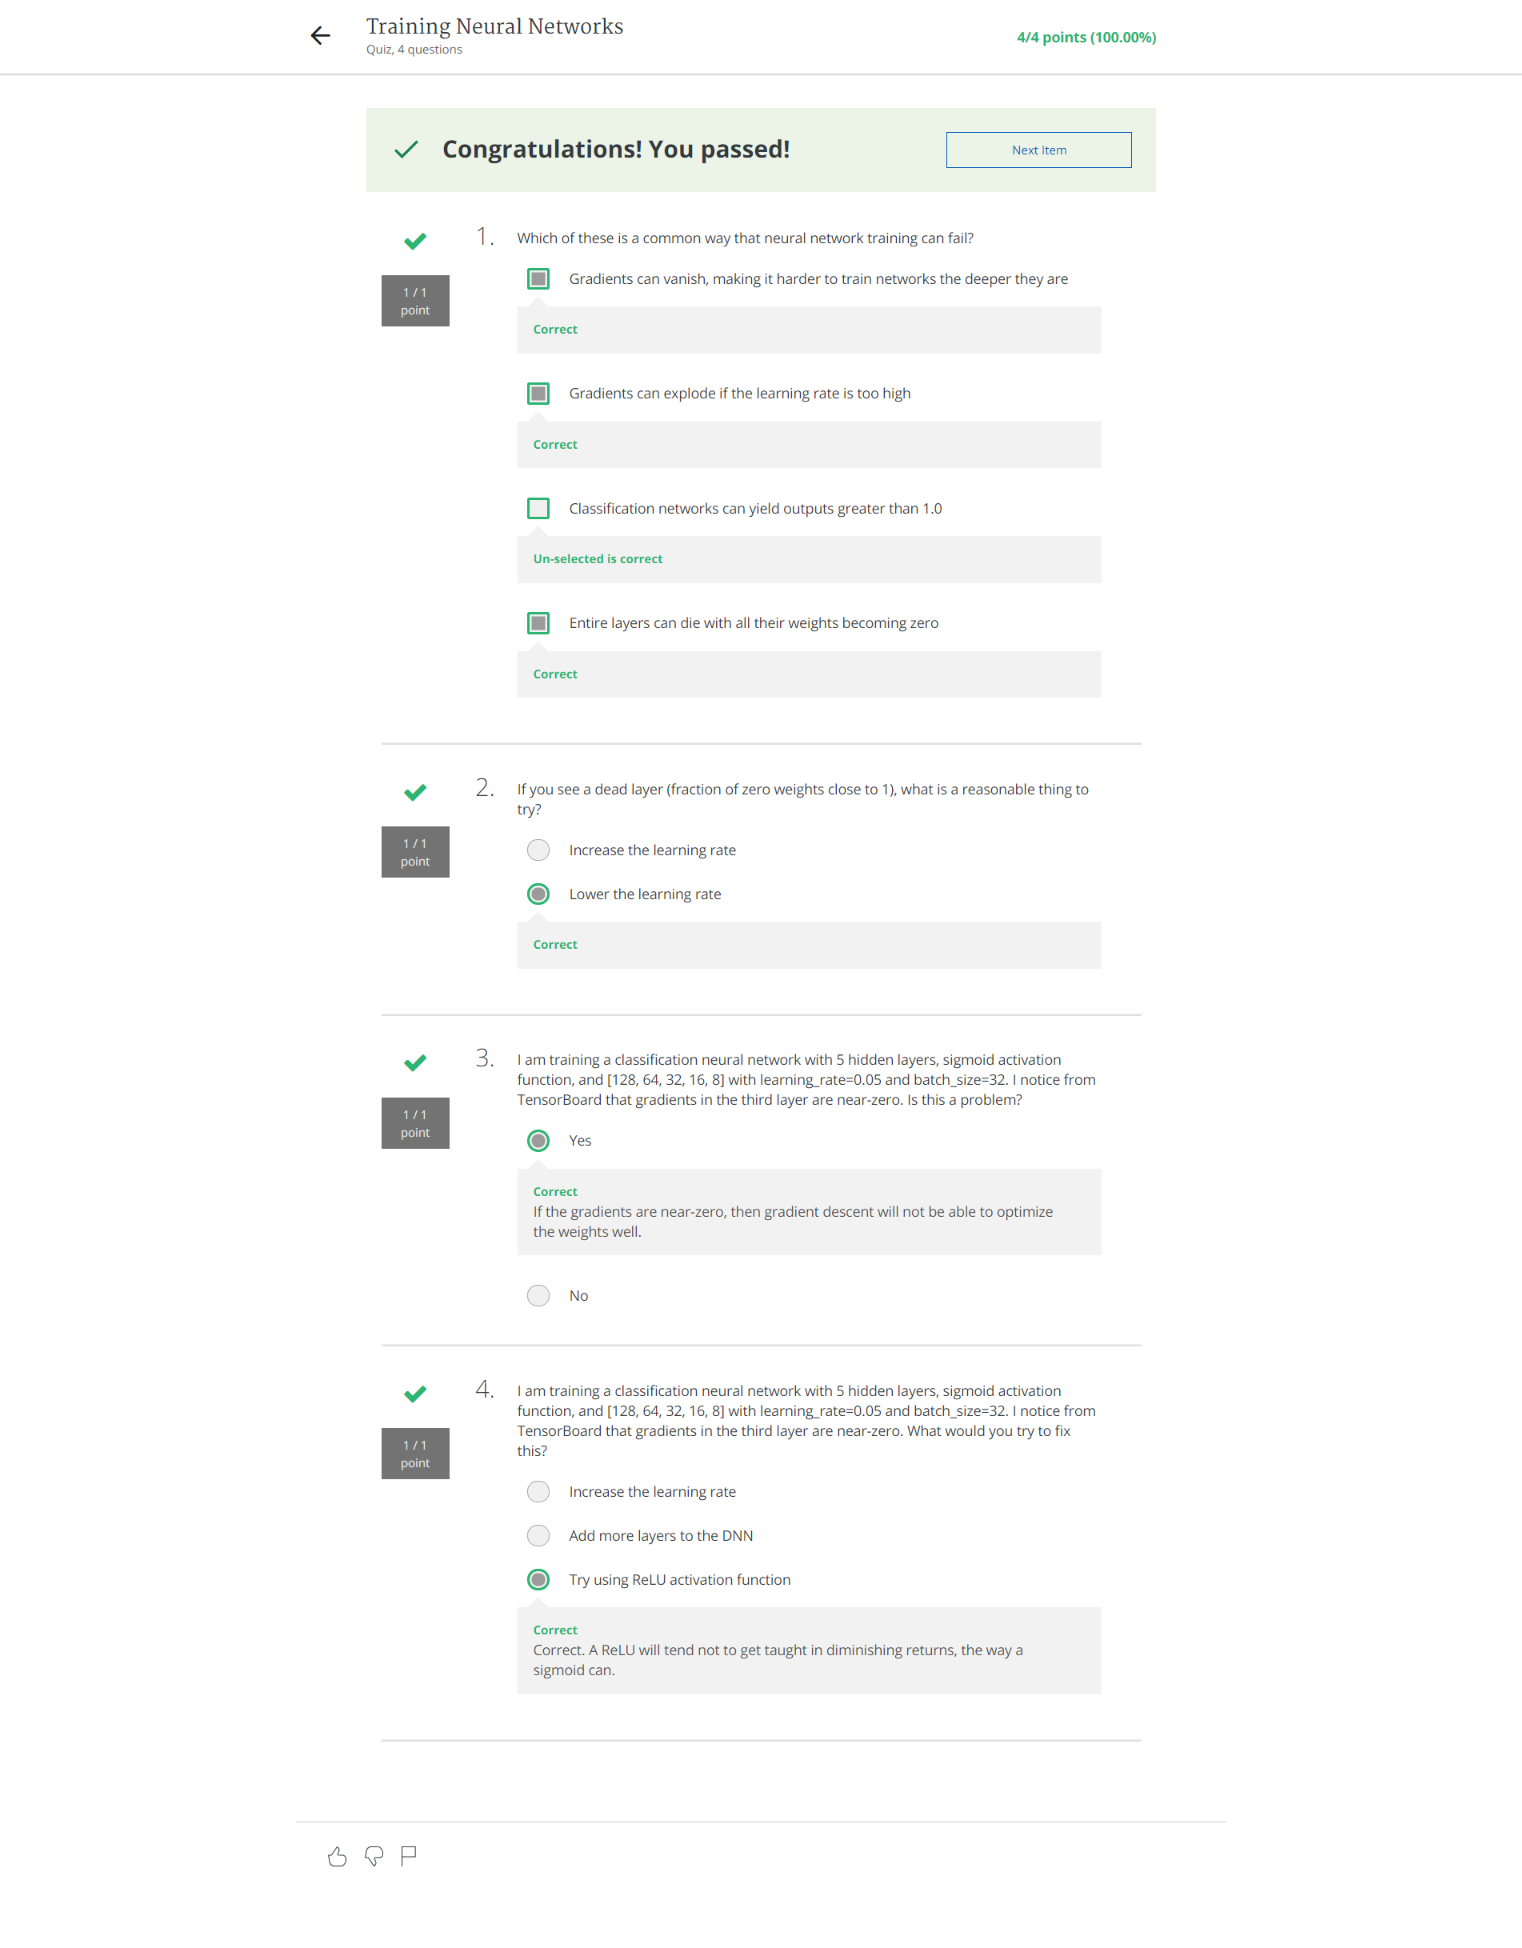 Training Neural Networks
Quiz, 4 questions
4/4 points (100.00%)
Congratulations! You passed!
Next Item
1 / 1
point
1.
Which of these is a common way that neural network training can fail?
Gradients can vanish, making it harder to train networks the deeper they are
Correct
Gradients can explode if the learning rate is too high
Correct
Classification networks can yield outputs greater than 1.0
Un-selected is correct
Entire layers can die with all their weights becoming zero
Correct
1 / 1
point
2.
If you see a dead layer (fraction of zero weights close to 1), what is a reasonable thing to
try?
Increase the learning rate
Lower the learning rate
Correct
1 / 1
point
3.
I am training a classification neural network with 5 hidden layers, sigmoid activation
function, and [128, 64, 32, 16, 8] with learning_rate=0.05 and batch_size=32. I notice from
TensorBoard that gradients in the third layer are near-zero. Is this a problem?
Yes
Correct
If the gradients are near-zero, then gradient descent will not be able to optimize
the weights well.
No
1 / 1
point
4.
I am training a classification neural network with 5 hidden layers, sigmoid activation
function, and [128, 64, 32, 16, 8] with learning_rate=0.05 and batch_size=32. I notice from
TensorBoard that gradients in the third layer are near-zero. What would you try to fix
this?
Increase the learning rate
Add more layers to the DNN
Try using ReLU activation function
Correct
Correct. A ReLU will tend not to get taught in diminishing returns, the way a
sigmoid can.